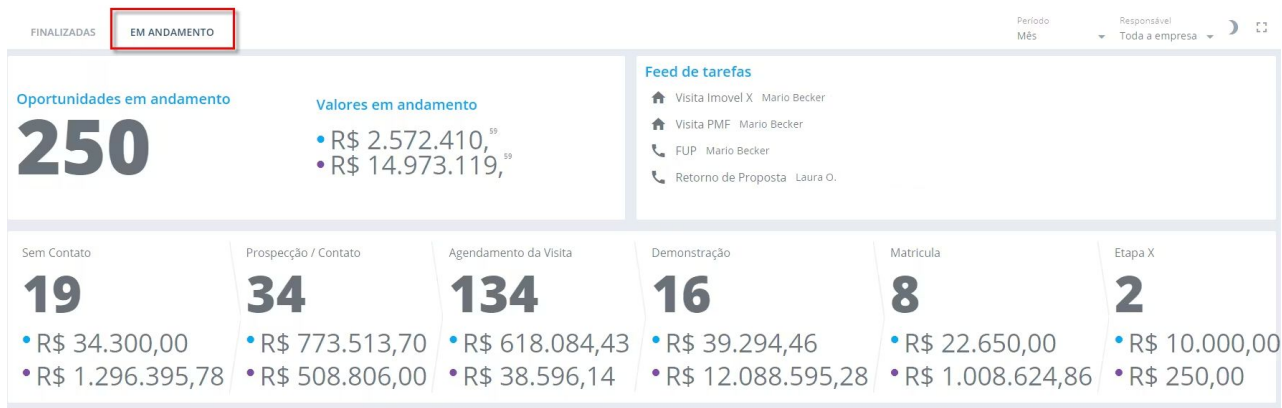 FINALIZADAS EM ANDAMENTO
Período
Mês
Responsável
Toda a empresa
Oportunidades em andamento
250
Valores em andamento
R$ 2.572.410,59
R$ 14.973.119,59
Feed de tarefas
Visita Imovel X Mario Becker
Visita PMF Mario Becker
FUP Mario Becker
Retorno de Proposta Laura O.
Sem Contato
19
R$ 34.300,00
R$ 1.296.395,78
Prospecção / Contato
34
R$ 773.513,70
R$ 508.806,00
Agendamento da Visita
134
R$ 618.084,43
R$ 38.596,14
Demonstração
16
R$ 39.294,46
R$ 12.088.595,28
Matricula
8
R$ 22.650,00
R$ 1.008.624,86
Etapa X
2
R$ 10.000,00
R$ 250,00